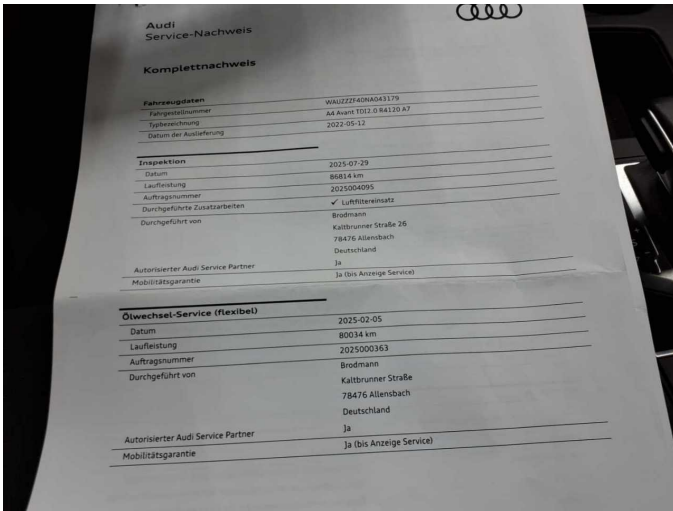 Audi
Service-Nachweis
Komplettnachweis
Fahrzeugdaten
Fahrgestellnummer WAUZZZF40NA043179
Typbezeichnung A4 Avant TDI2.0 R4120 A7
Datum der Auslieferung 2022-05-12
Inspektion
Datum 2025-07-29
Laufleistung 86814 km
Auftragsnummer 2025004095
Durchgeführte Zusatzarbeiten ✓ Luftfiltereinsatz
Durchgeführt von Brodmann
Kaltbrunner Straße 26
78476 Allensbach
Deutschland
Autorisierter Audi Service Partner Ja
Mobilitätsgarantie Ja (bis Anzeige Service)
Ölwechsel-Service (flexibel)
Datum 2025-02-05
Laufleistung 80034 km
Auftragsnummer 2025000363
Durchgeführt von Brodmann
Kaltbrunner Straße
78476 Allensbach
Deutschland
Autorisierter Audi Service Partner Ja
Mobilitätsgarantie Ja (bis Anzeige Service)